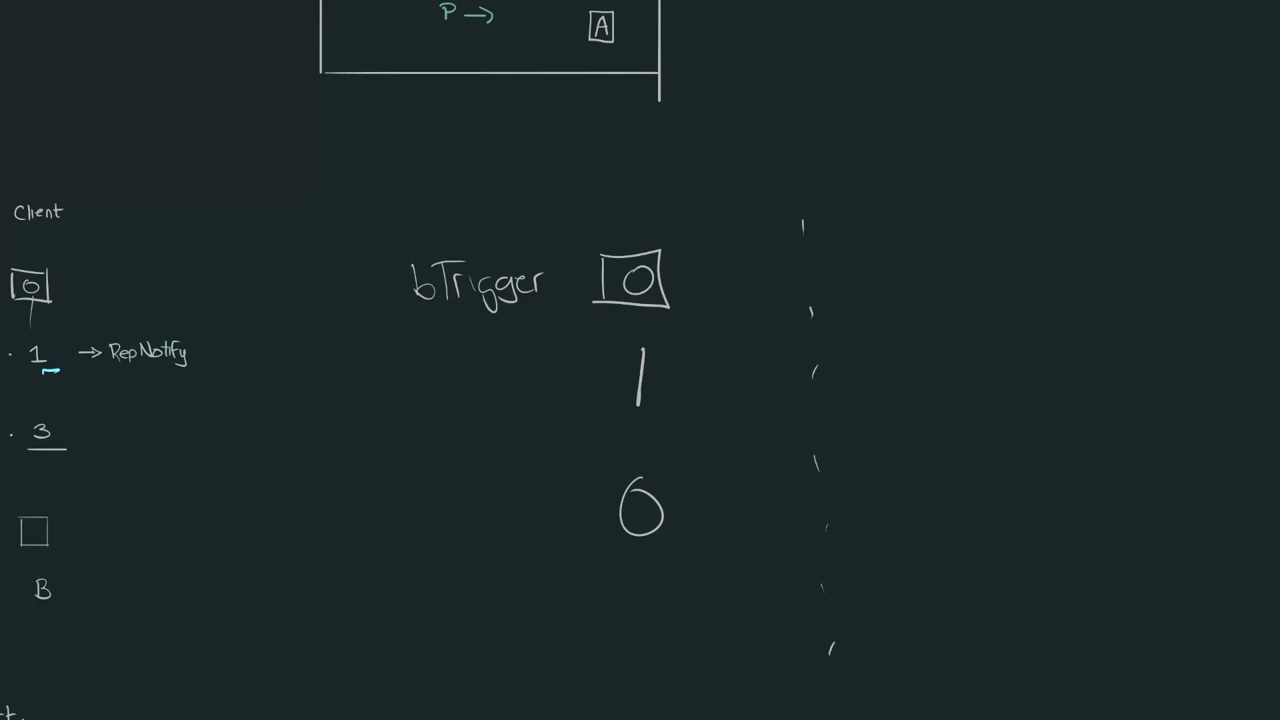 P →
A
Client
0
bTrigger 0
1 → RepNotify
1
3
0
B